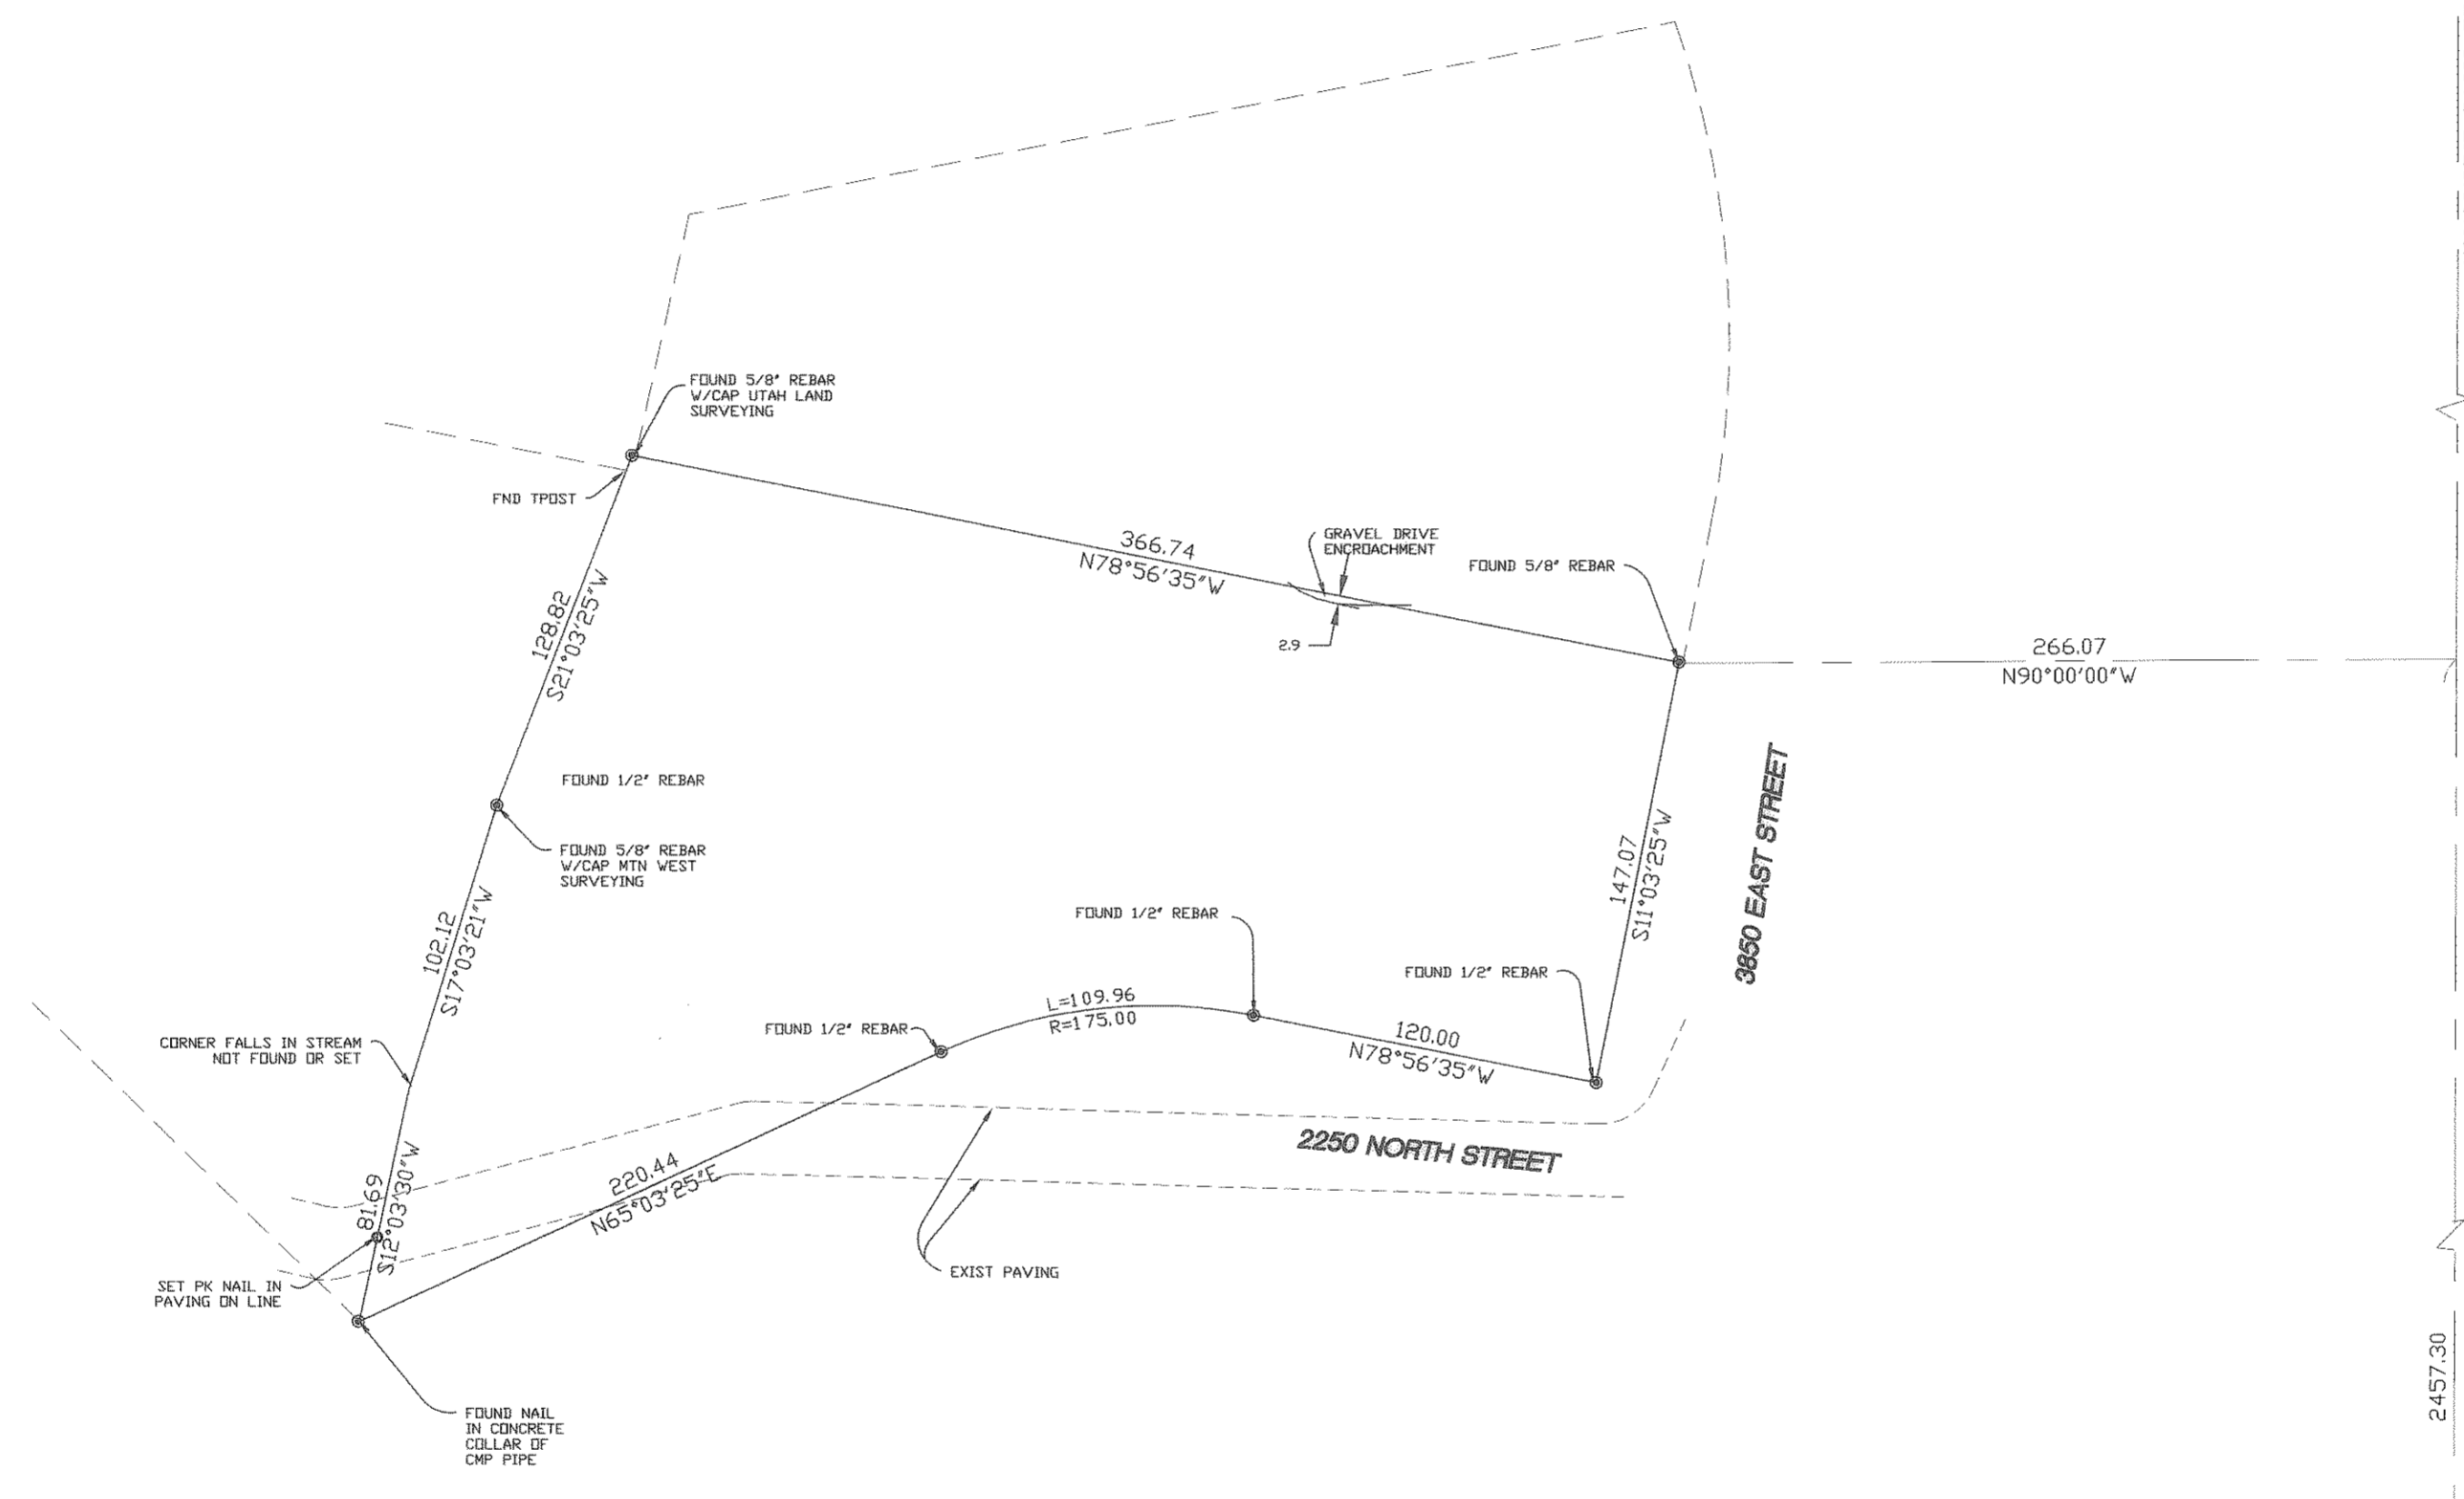 FOUND 5/8" REBAR
W/CAP UTAH LAND
SURVEYING
FND TPOST
366.74
N78°56'35"W
GRAVEL DRIVE
ENCROACHMENT
2.9
FOUND 5/8" REBAR
266.07
N90°00'00"W
128.82
S21°03'25"W
FOUND 1/2" REBAR
FOUND 5/8" REBAR
W/CAP MTN WEST
SURVEYING
3850 EAST STREET
147.07
S11°03'25"W
102.12
S17°03'21"W
FOUND 1/2" REBAR
FOUND 1/2" REBAR
L=109.96
R=175.00
FOUND 1/2" REBAR
120.00
N78°56'35"W
CORNER FALLS IN STREAM
NOT FOUND OR SET
2250 NORTH STREET
220.44
N65°03'25"E
81.69
S12°03'30"W
EXIST PAVING
SET PK NAIL IN
PAVING ON LINE
FOUND NAIL
IN CONCRETE
COLLAR OF
CMP PIPE
2457.30